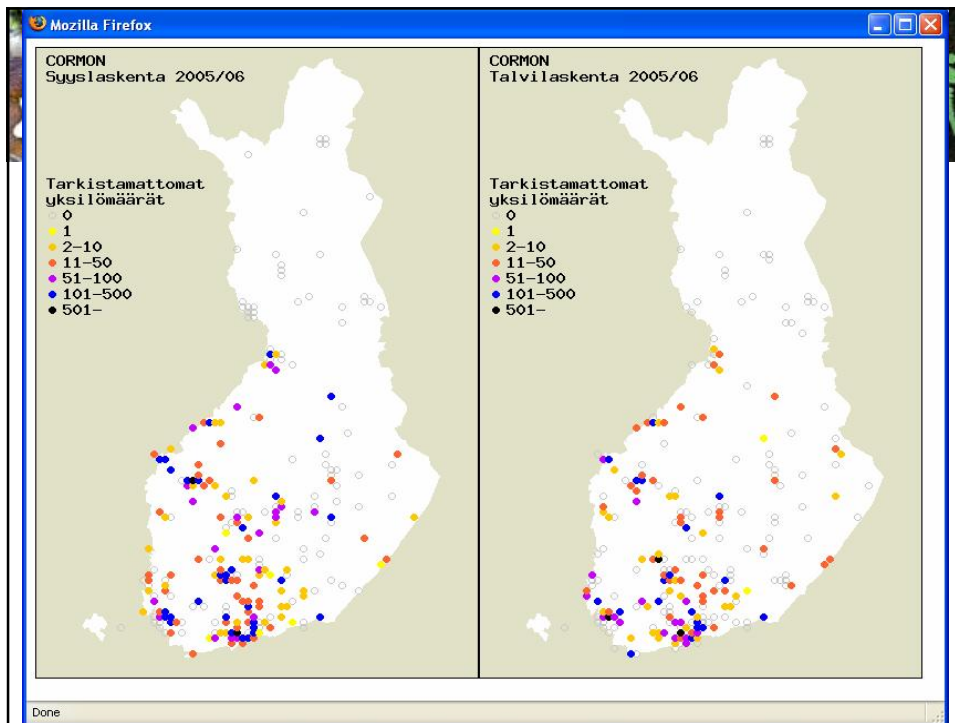 Mozilla Firefox
CORMON
Syyslaskenta 2005/06
Tarkistamattomat
yksilömäärät
0
1
2-10
11-50
51-100
101-500
501-
CORMON
Talvilaskenta 2005/06
Tarkistamattomat
yksilömäärät
0
1
2-10
11-50
51-100
101-500
501-
Done